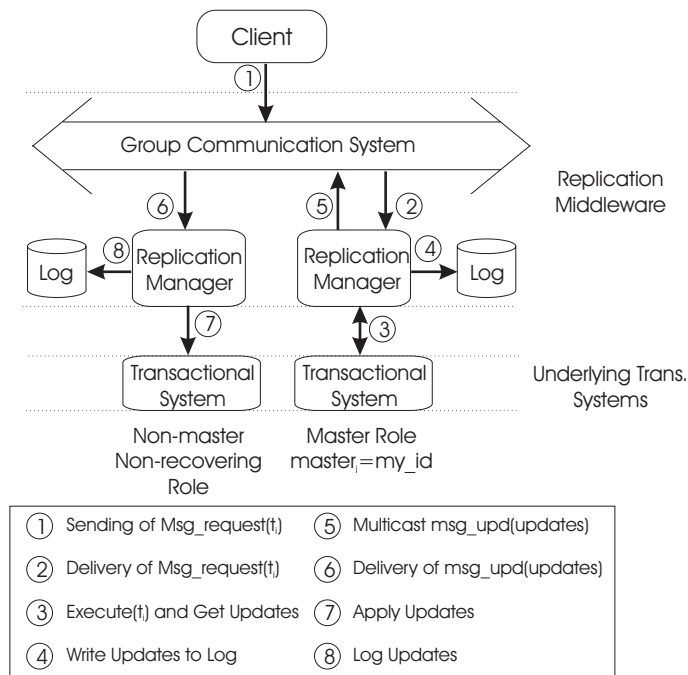 Client
①
Group Communication System
Replication
Middleware
⑥
⑤
②
⑧
④
Log
Replication
Manager
Replication
Manager
Log
⑦
③
Transactional
System
Transactional
System
Underlying Trans.
Systems
Non-master
Non-recovering
Role
Master Role
masterᵢ=my_id
① Sending of Msg_request(tᵢ)
② Delivery of Msg_request(tᵢ)
③ Execute(tᵢ) and Get Updates
④ Write Updates to Log
⑤ Multicast msg_upd(updates)
⑥ Delivery of msg_upd(updates)
⑦ Apply Updates
⑧ Log Updates